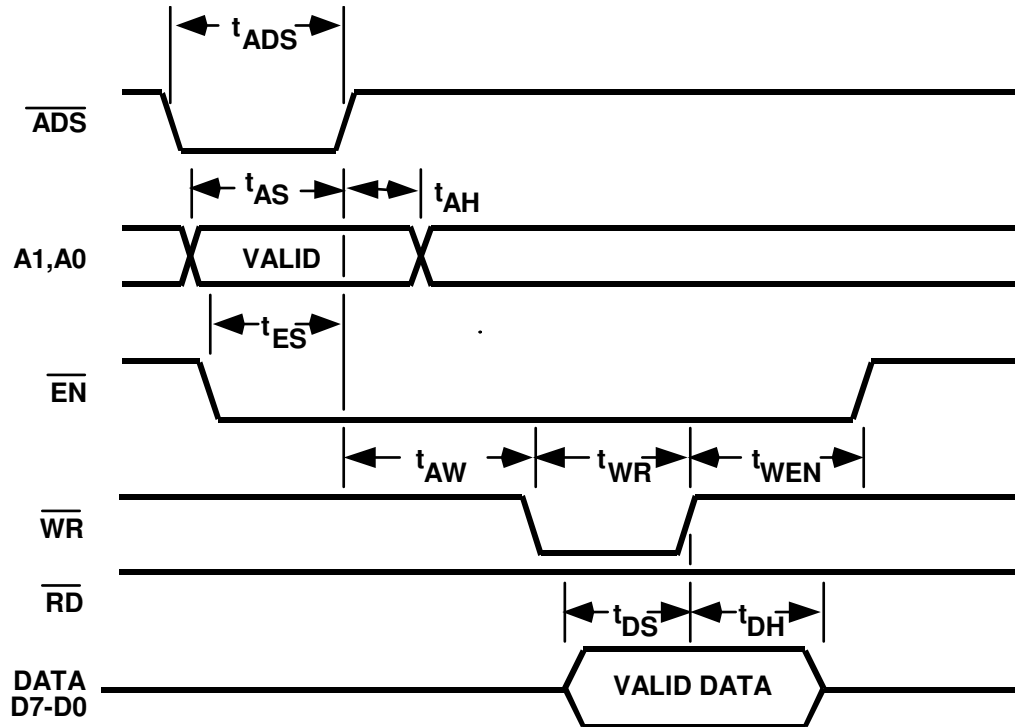 tADS
ADS
tAS
tAH
A1,A0
VALID
tES
EN
tAW
tWR
tWEN
WR
RD
tDS
tDH
DATA
D7-D0
VALID DATA